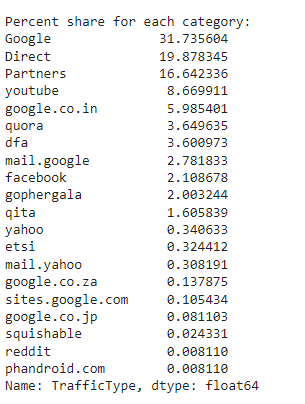 Percent share for each category:
Google 31.735604
Direct 19.878345
Partners 16.642336
youtube 8.669911
google.co.in 5.985401
quora 3.649635
dfa 3.600973
mail.google 2.781833
facebook 2.108678
gophergala 2.003244
qita 1.605839
yahoo 0.340633
etsi 0.324412
mail.yahoo 0.308191
google.co.za 0.137875
sites.google.com 0.105434
google.co.jp 0.081103
squishable 0.024331
reddit 0.008110
phandroid.com 0.008110
Name: TrafficType, dtype: float64